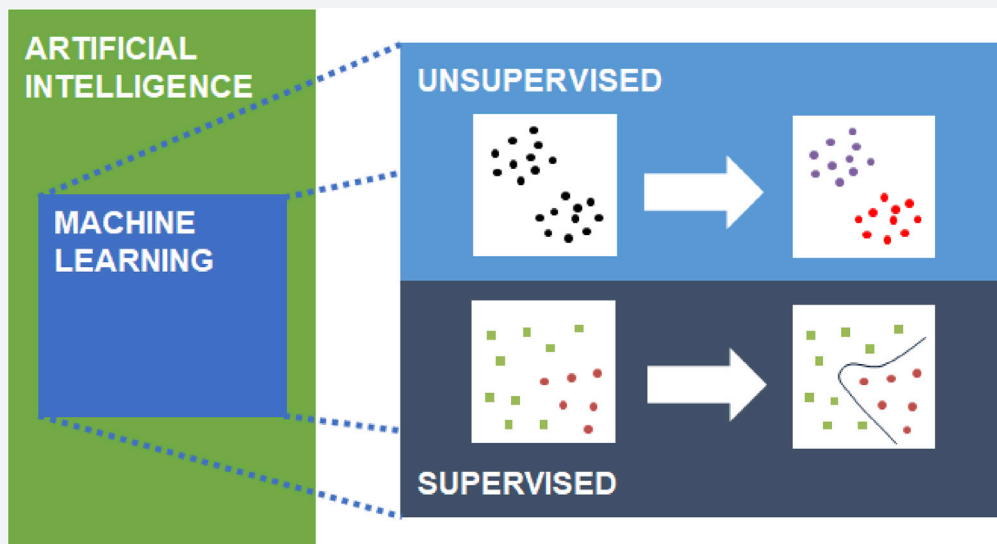 ARTIFICIAL
INTELLIGENCE
MACHINE
LEARNING
UNSUPERVISED
SUPERVISED